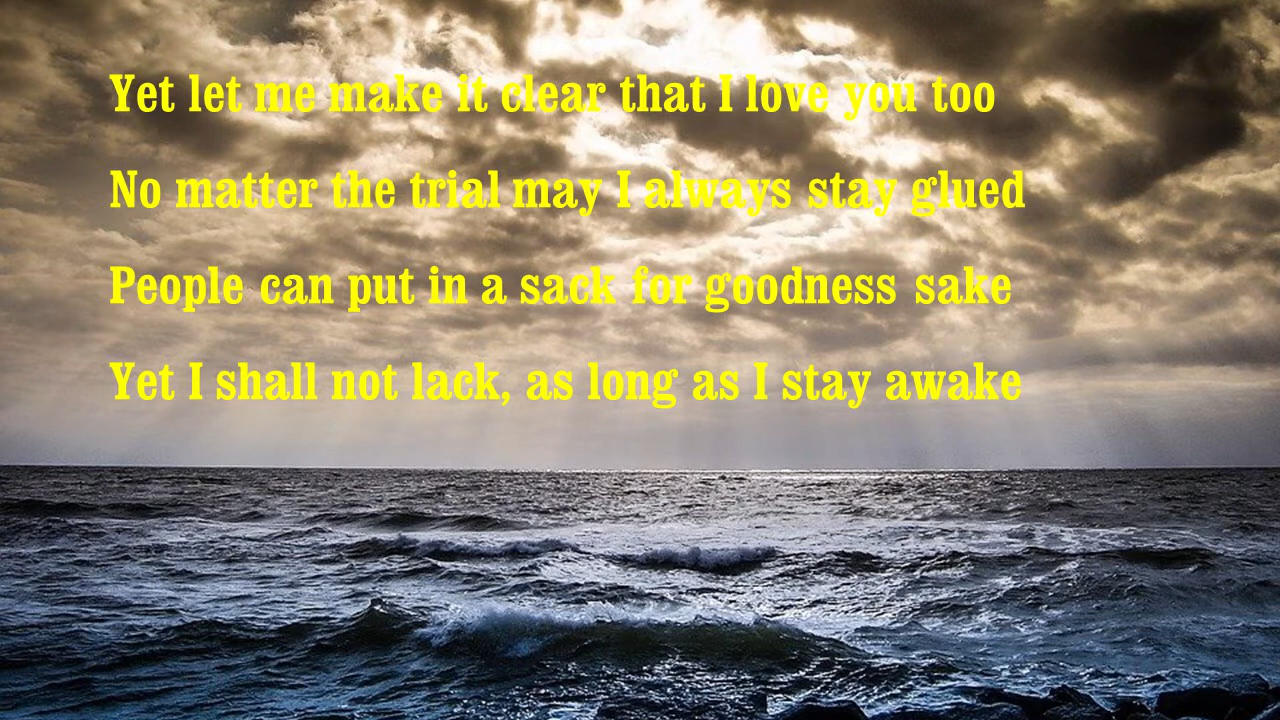 Yet let me make it clear that I love you too
No matter the trial may I always stay glued
People can put in a sack for goodness sake
Yet I shall not lack, as long as I stay awake